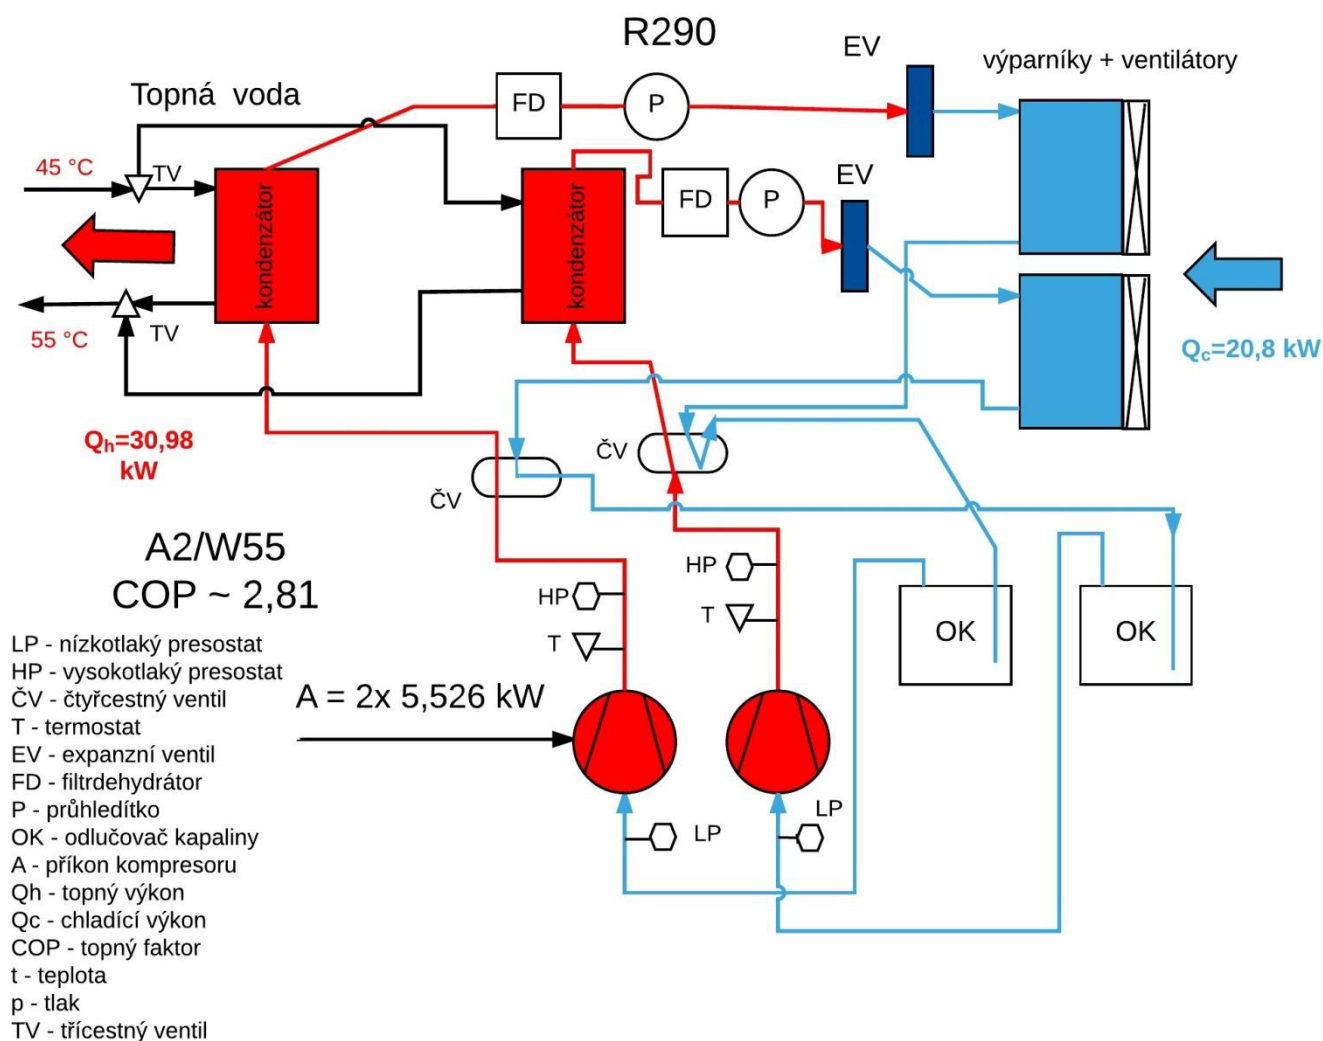 R290
EV
výparníky + ventilátory
Topná voda
FD
P
45 °C
TV
kondenzátor
kondenzátor
EV
FD
P
55 °C
TV
Qc=20,8 kW
Qh=30,98
kW
ČV
ČV
A2/W55
COP ~ 2,81
HP
HP
T
T
OK
OK
LP - nízkotlaký presostat
HP - vysokotlaký presostat
ČV - čtyřcestný ventil
T - termostat
EV - expanzní ventil
FD - filtrdehydrátor
P - průhledítko
OK - odlučovač kapaliny
A - příkon kompresoru
Qh - topný výkon
Qc - chladící výkon
COP - topný faktor
t - teplota
p - tlak
TV - třícestný ventil
A = 2x 5,526 kW
LP
LP